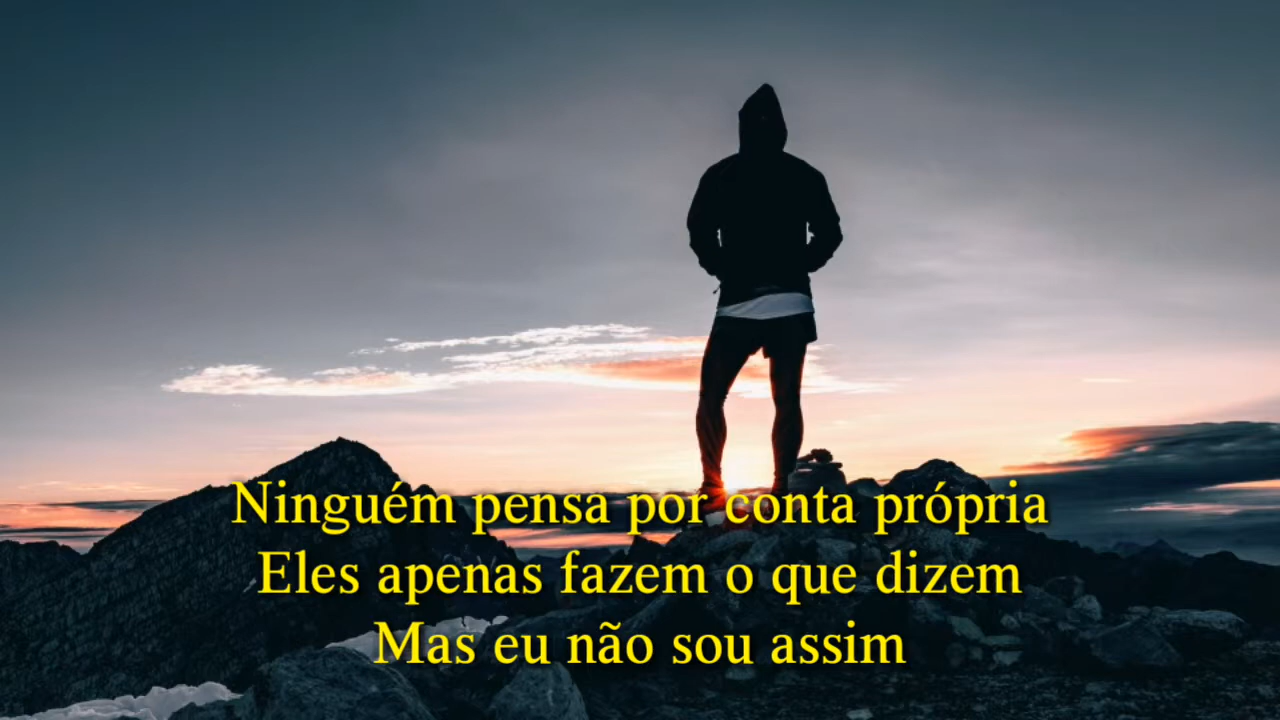 Ninguém pensa por conta própria
Eles apenas fazem o que dizem
Mas eu não sou assim